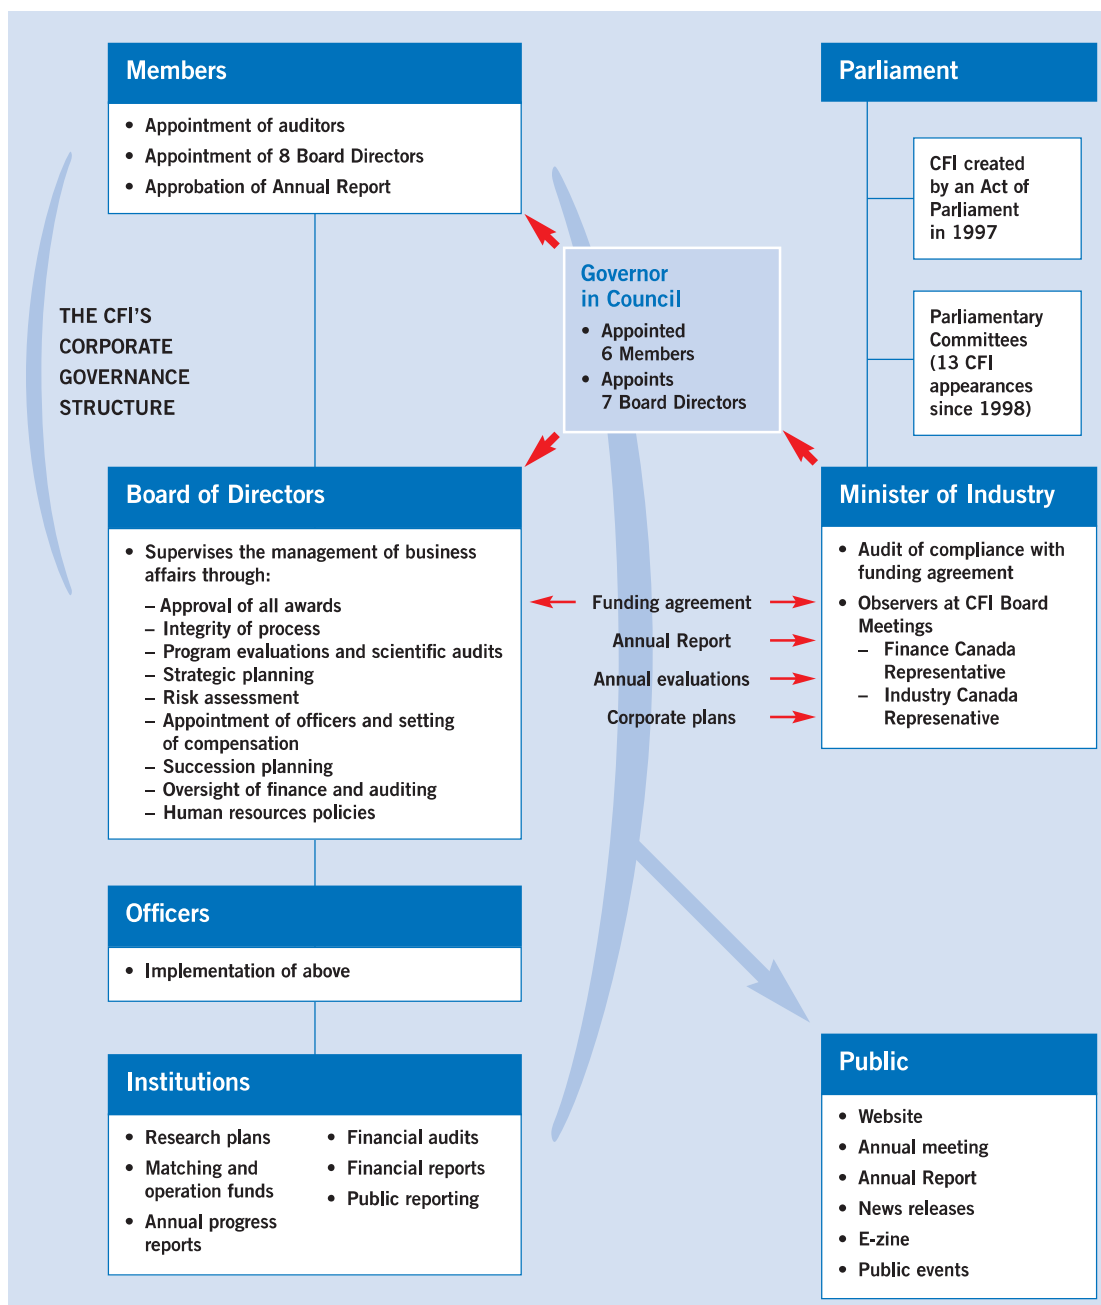 Members
• Appointment of auditors
• Appointment of 8 Board Directors
• Approbation of Annual Report
Parliament
CFI created
by an Act of
Parliament
in 1997
Parliamentary
Committees
(13 CFI
appearances
since 1998)
Governor
in Council
• Appointed
6 Members
• Appoints
7 Board Directors
THE CFI'S
CORPORATE
GOVERNANCE
STRUCTURE
Board of Directors
• Supervises the management of business
affairs through:
– Approval of all awards
– Integrity of process
– Program evaluations and scientific audits
– Strategic planning
– Risk assessment
– Appointment of officers and setting
of compensation
– Succession planning
– Oversight of finance and auditing
– Human resources policies
Funding agreement
Annual Report
Annual evaluations
Corporate plans
Minister of Industry
• Audit of compliance with
funding agreement
• Observers at CFI Board
Meetings
– Finance Canada
Representative
– Industry Canada
Represenative
Officers
• Implementation of above
Institutions
• Research plans
• Matching and
operation funds
• Annual progress
reports
• Financial audits
• Financial reports
• Public reporting
Public
• Website
• Annual meeting
• Annual Report
• News releases
• E-zine
• Public events